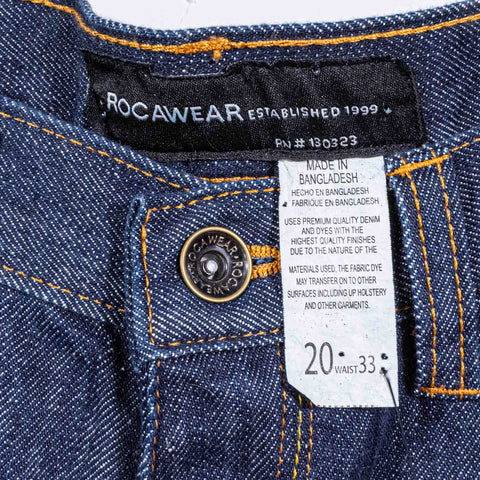 ROCAWEAR ESTABLISHED 1999
RN # 130323
MADE IN
BANGLADESH
HECHO EN BANGLADESH
FABRIQUE EN BANGLADESH
USES PREMIUM QUALITY DENIM
AND DYES WITH THE
HIGHEST QUALITY FINISHES
DUE TO THE NATURE OF THE
MATERIALS USED, THE FABRIC DYE
MAY TRANSFER ON TO OTHER
SURFACES INCLUDING UP HOLSTERY
AND OTHER GARMENTS.
20 WAIST 33
ROCAWEAR
ROCAWEAR